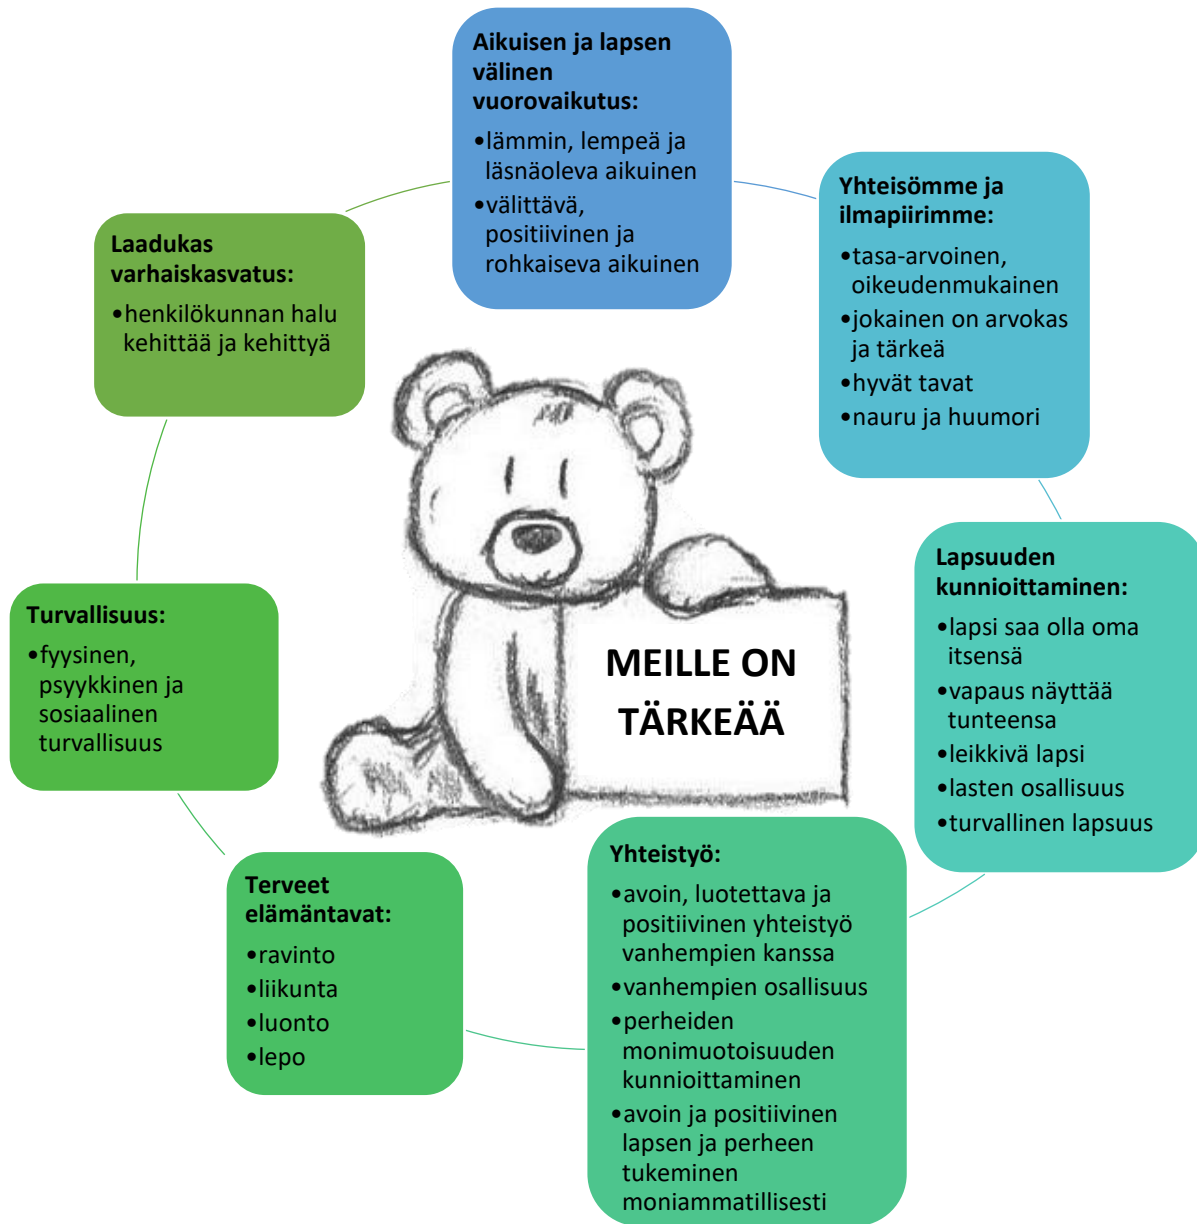 Aikuisen ja lapsen
välinen
vuorovaikutus:
•lämmin, lempeä ja
läsnäoleva aikuinen
•välittävä,
positiivinen ja
rohkaiseva aikuinen
Yhteisömme ja
ilmapiirimme:
•tasa-arvoinen,
oikeudenmukainen
•jokainen on arvokas
ja tärkeä
•hyvät tavat
•nauru ja huumori
Lapsuuden
kunnioittaminen:
•lapsi saa olla oma
itsensä
•vapaus näyttää
tunteensa
•leikkivä lapsi
•lasten osallisuus
•turvallinen lapsuus
Yhteistyö:
•avoin, luotettava ja
positiivinen yhteistyö
vanhempien kanssa
•vanhempien osallisuus
•perheiden
monimuotoisuuden
kunnioittaminen
•avoin ja positiivinen
lapsen ja perheen
tukeminen
moniammatillisesti
Terveet
elämäntavat:
•ravinto
•liikunta
•luonto
•lepo
Turvallisuus:
•fyysinen,
psyykkinen ja
sosiaalinen
turvallisuus
Laadukas
varhaiskasvatus:
•henkilökunnan halu
kehittää ja kehittyä
MEILLE ON
TÄRKEÄÄ